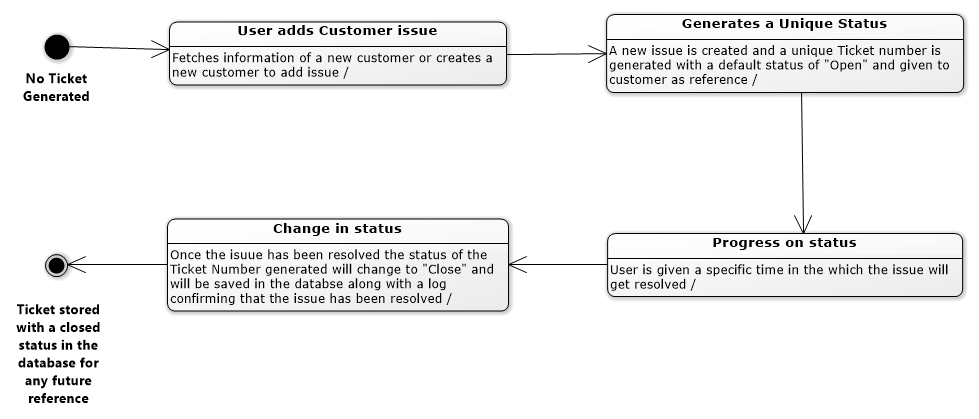 No Ticket
Generated
User adds Customer issue
Fetches information of a new customer or creates a
new customer to add issue /
Generates a Unique Status
A new issue is created and a unique Ticket number is
generated with a default status of "Open" and given to
customer as reference /
Progress on status
User is given a specific time in the which the issue will
get resolved /
Change in status
Once the isuue has been resolved the status of the
Ticket Number generated will change to "Close" and
will be saved in the databse along with a log
confirming that the issue has been resolved /
Ticket stored
with a closed
status in the
database for
any future
reference